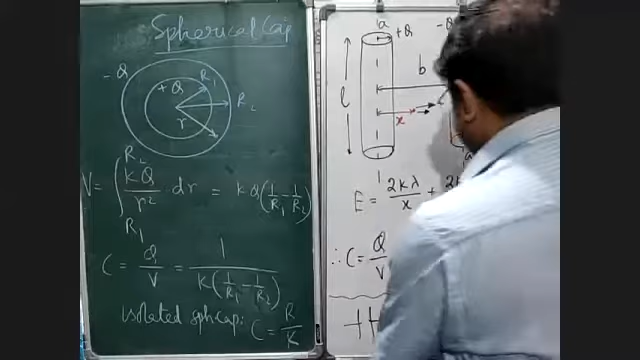 Spherical Cap
-Q
+Q
R₁
R₂
r
V = ∫_{R₁}^{R₂} KQ/r² · dr = KQ(1/R₁ - 1/R₂)
C = Q/V = 1/K(1/R₁ - 1/R₂)
isolated sph cap: C = R/K
a
+Q
-Q
b
l
x
a
E = 2Kλ/x +
∴ C = Q/V